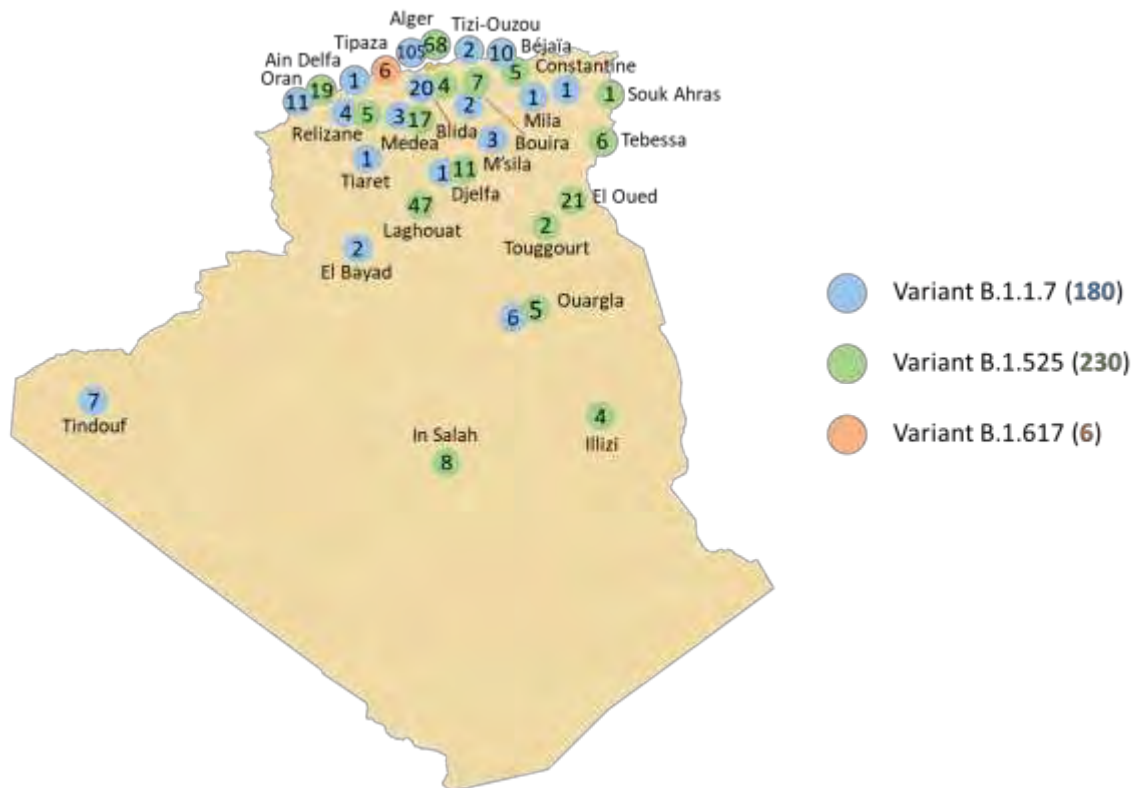 Alger
Tizi-Ouzou
Tipaza
105
68
2
10
Béjaïa
Ain Delfa
6
5
Constantine
Oran
19
1
20
4
7
1
1
11
2
1
Souk Ahras
4
5
3
17
Mila
Relizane
Medea
Blida
3
Bouira
6
Tebessa
1
M'sila
Tiaret
1
11
Djelfa
21
El Oued
47
Laghouat
2
Touggourt
2
El Bayad
6
5
Ouargla
7
Tindouf
In Salah
8
4
Illizi
Variant B.1.1.7 (180)
Variant B.1.525 (230)
Variant B.1.617 (6)